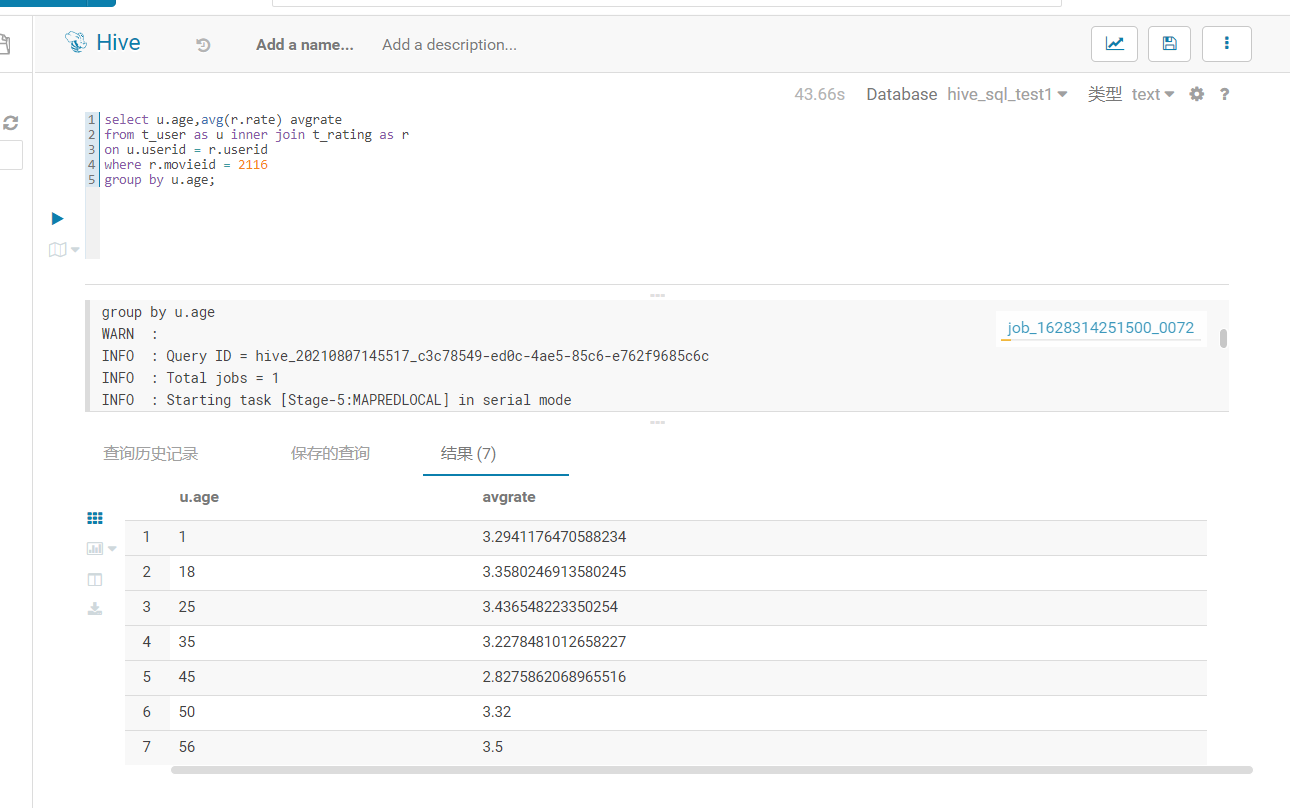 Hive Add a name... Add a description...
43.66s Database hive_sql_test1 类型 text ?
1 select u.age,avg(r.rate) avgrate
2 from t_user as u inner join t_rating as r
3 on u.userid = r.userid
4 where r.movieid = 2116
5 group by u.age;
group by u.age
WARN :
job_1628314251500_0072
INFO : Query ID = hive_20210807145517_c3c78549-ed0c-4ae5-85c6-e762f9685c6c
INFO : Total jobs = 1
INFO : Starting task [Stage-5:MAPREDLOCAL] in serial mode
查询历史记录 保存的查询 结果 (7)
u.age avgrate
1 1 3.2941176470588234
2 18 3.3580246913580245
3 25 3.436548223350254
4 35 3.2278481012658227
5 45 2.8275862068965516
6 50 3.32
7 56 3.5